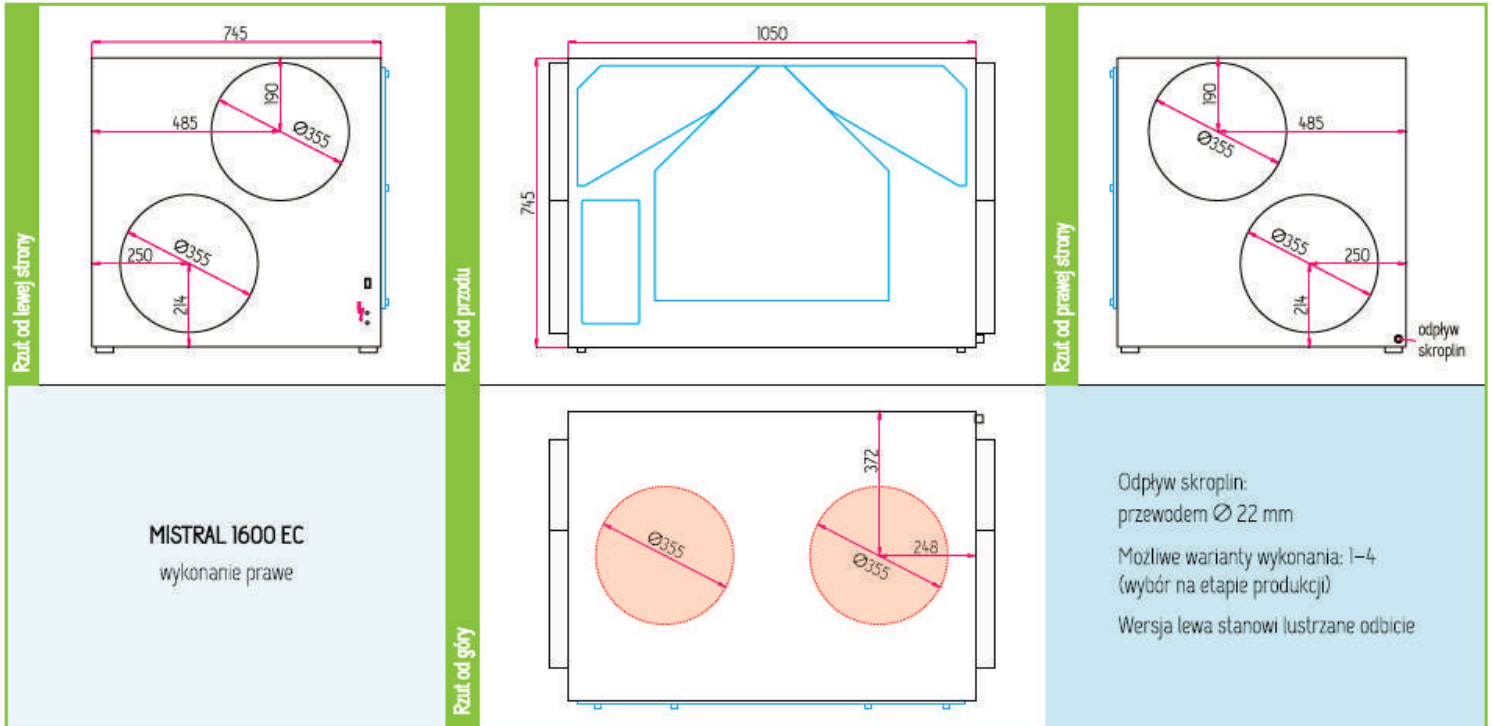 Rzut od lewej strony
745
190
485
Ø355
Ø355
250
214
Rzut od przodu
1050
745
Rzut od prawej strony
190
485
Ø355
Ø355
250
214
odpływ
skroplin
MISTRAL 1600 EC
wykonanie prawe
Rzut od góry
372
Ø355
248
Ø355
Odpływ skroplin:
przewodem Ø 22 mm
Możliwe warianty wykonania: 1–4
(wybór na etapie produkcji)
Wersja lewa stanowi lustrzane odbicie